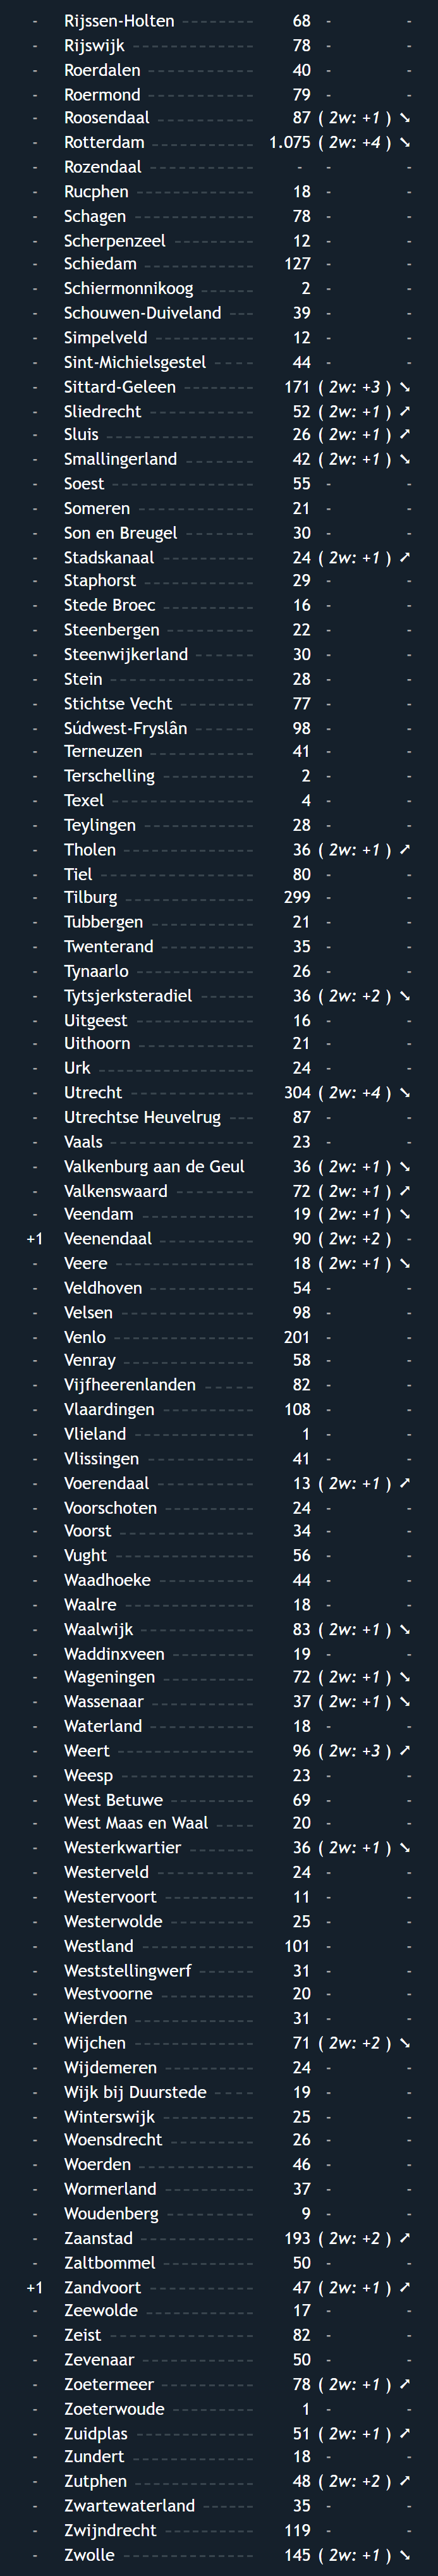 - Rijssen-Holten 68 - -
- Rijswijk 78 - -
- Roerdalen 40 - -
- Roermond 79 - -
- Roosendaal 87 ( 2w: +1 ) ➘
- Rotterdam 1.075 ( 2w: +4 ) ➘
- Rozendaal - - -
- Rucphen 18 - -
- Schagen 78 - -
- Scherpenzeel 12 - -
- Schiedam 127 - -
- Schiermonnikoog 2 - -
- Schouwen-Duiveland 39 - -
- Simpelveld 12 - -
- Sint-Michielsgestel 44 - -
- Sittard-Geleen 171 ( 2w: +3 ) ➘
- Sliedrecht 52 ( 2w: +1 ) ➚
- Sluis 26 ( 2w: +1 ) ➚
- Smallingerland 42 ( 2w: +1 ) ➘
- Soest 55 - -
- Someren 21 - -
- Son en Breugel 30 - -
- Stadskanaal 24 ( 2w: +1 ) ➚
- Staphorst 29 - -
- Stede Broec 16 - -
- Steenbergen 22 - -
- Steenwijkerland 30 - -
- Stein 28 - -
- Stichtse Vecht 77 - -
- Súdwest-Fryslân 98 - -
- Terneuzen 41 - -
- Terschelling 2 - -
- Texel 4 - -
- Teylingen 28 - -
- Tholen 36 ( 2w: +1 ) ➚
- Tiel 80 - -
- Tilburg 299 - -
- Tubbergen 21 - -
- Twenterand 35 - -
- Tynaarlo 26 - -
- Tytsjerksteradiel 36 ( 2w: +2 ) ➘
- Uitgeest 16 - -
- Uithoorn 21 - -
- Urk 24 - -
- Utrecht 304 ( 2w: +4 ) ➘
- Utrechtse Heuvelrug 87 - -
- Vaals 23 - -
- Valkenburg aan de Geul 36 ( 2w: +1 ) ➘
- Valkenswaard 72 ( 2w: +1 ) ➚
- Veendam 19 ( 2w: +1 ) ➘
+1 Veenendaal 90 ( 2w: +2 ) -
- Veere 18 ( 2w: +1 ) ➘
- Veldhoven 54 - -
- Velsen 98 - -
- Venlo 201 - -
- Venray 58 - -
- Vijfheerenlanden 82 - -
- Vlaardingen 108 - -
- Vlieland 1 - -
- Vlissingen 41 - -
- Voerendaal 13 ( 2w: +1 ) ➚
- Voorschoten 24 - -
- Voorst 34 - -
- Vught 56 - -
- Waadhoeke 44 - -
- Waalre 18 - -
- Waalwijk 83 ( 2w: +1 ) ➘
- Waddinxveen 19 - -
- Wageningen 72 ( 2w: +1 ) ➘
- Wassenaar 37 ( 2w: +1 ) ➘
- Waterland 18 - -
- Weert 96 ( 2w: +3 ) ➚
- Weesp 23 - -
- West Betuwe 69 - -
- West Maas en Waal 20 - -
- Westerkwartier 36 ( 2w: +1 ) ➘
- Westerveld 24 - -
- Westervoort 11 - -
- Westerwolde 25 - -
- Westland 101 - -
- Weststellingwerf 31 - -
- Westvoorne 20 - -
- Wierden 31 - -
- Wijchen 71 ( 2w: +2 ) ➘
- Wijdemeren 24 - -
- Wijk bij Duurstede 19 - -
- Winterswijk 25 - -
- Woensdrecht 26 - -
- Woerden 46 - -
- Wormerland 37 - -
- Woudenberg 9 - -
- Zaanstad 193 ( 2w: +2 ) ➚
- Zaltbommel 50 - -
+1 Zandvoort 47 ( 2w: +1 ) ➚
- Zeewolde 17 - -
- Zeist 82 - -
- Zevenaar 50 - -
- Zoetermeer 78 ( 2w: +1 ) ➚
- Zoeterwoude 1 - -
- Zuidplas 51 ( 2w: +1 ) ➚
- Zundert 18 - -
- Zutphen 48 ( 2w: +2 ) ➚
- Zwartewaterland 35 - -
- Zwijndrecht 119 - -
- Zwolle 145 ( 2w: +1 ) ➘